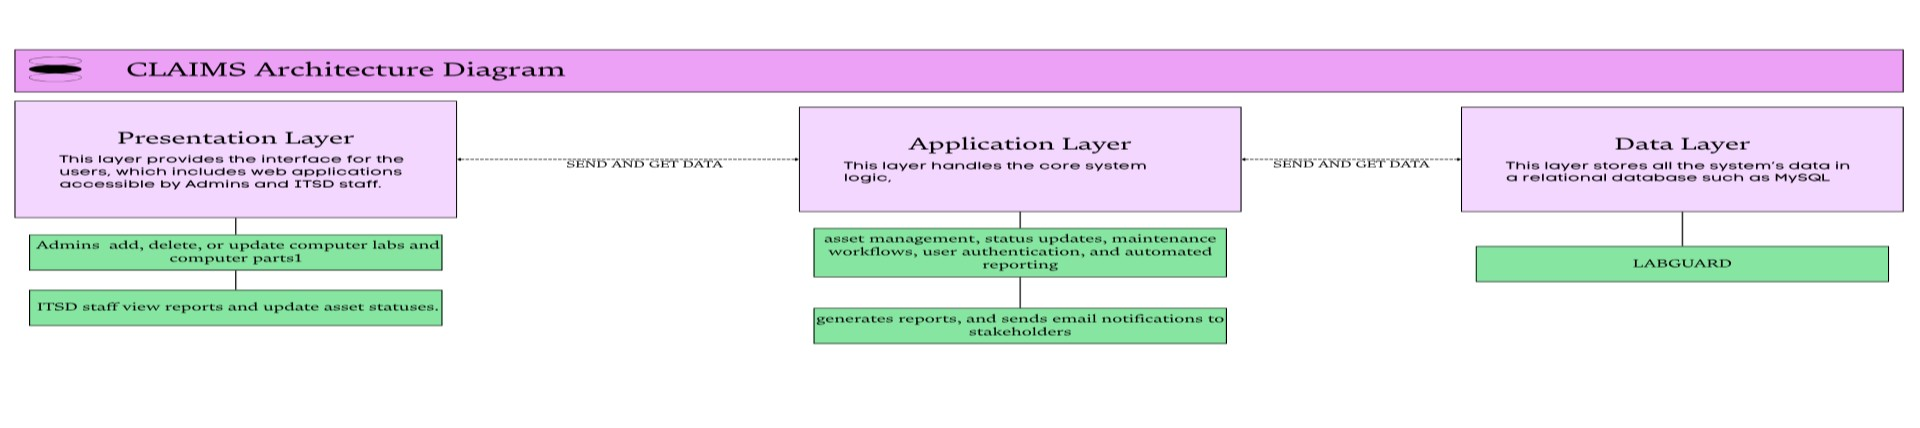 CLAIMS Architecture Diagram
Presentation Layer
This layer provides the interface for the
users, which includes web applications
accessible by Admins and ITSD staff.
SEND AND GET DATA
Application Layer
This layer handles the core system
logic,
SEND AND GET DATA
Data Layer
This layer stores all the system's data in
a relational database such as MySQL
Admins  add, delete, or update computer labs and
computer parts1
ITSD staff view reports and update asset statuses.
asset management, status updates, maintenance
workflows, user authentication, and automated
reporting
generates reports, and sends email notifications to
stakeholders
LABGUARD